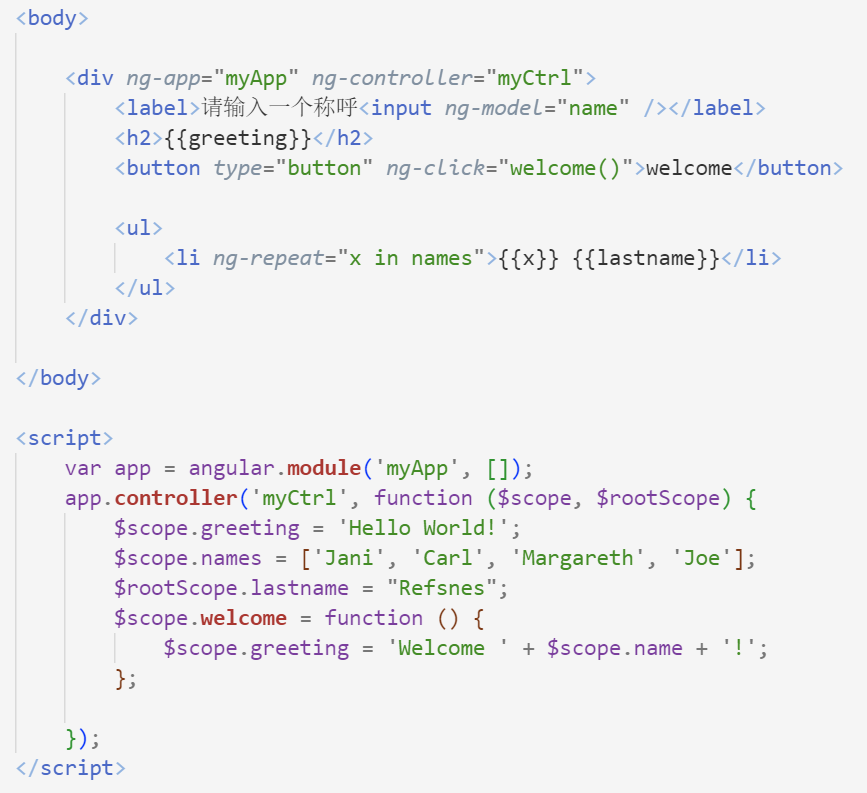 <body>
<div ng-app="myApp" ng-controller="myCtrl">
<label>请输入一个称呼<input ng-model="name" /></label>
<h2>{{greeting}}</h2>
<button type="button" ng-click="welcome()">welcome</button>
<ul>
<li ng-repeat="x in names">{{x}} {{lastname}}</li>
</ul>
</div>
</body>
<script>
var app = angular.module('myApp', []);
app.controller('myCtrl', function ($scope, $rootScope) {
$scope.greeting = 'Hello World!';
$scope.names = ['Jani', 'Carl', 'Margareth', 'Joe'];
$rootScope.lastname = "Refsnes";
$scope.welcome = function () {
$scope.greeting = 'Welcome ' + $scope.name + '!';
};
});
</script>